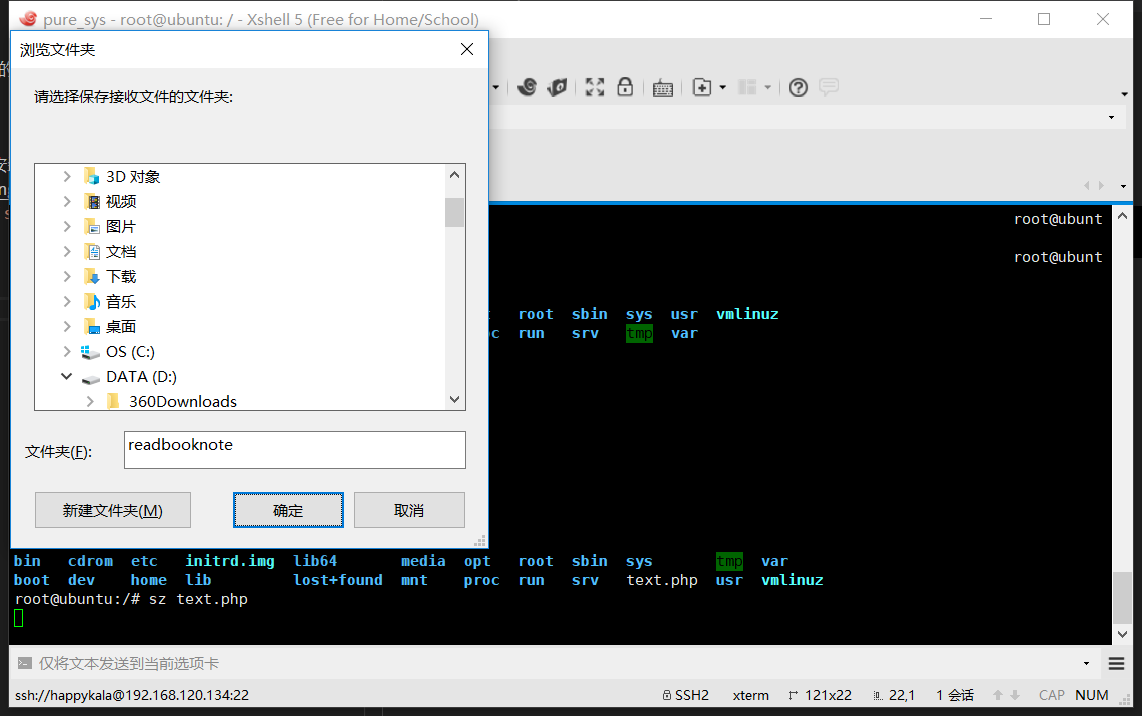 pure_sys - root@ubuntu: / - Xshell 5 (Free for Home/School)
浏览文件夹
请选择保存接收文件的文件夹:
3D 对象
视频
图片
文档
下载
音乐
桌面
OS (C:)
DATA (D:)
360Downloads
文件夹(F):
readbooknote
新建文件夹(M)
确定
取消
root@ubunt
root@ubunt
root sbin sys usr vmlinuz
run srv tmp var
bin cdrom etc initrd.img lib64 media opt root sbin sys tmp var
boot dev home lib lost+found mnt proc run srv text.php usr vmlinuz
root@ubuntu:/# sz text.php
仅将文本发送到当前选项卡
ssh://happykala@192.168.120.134:22 SSH2 xterm 121x22 22,1 1 会话 CAP NUM